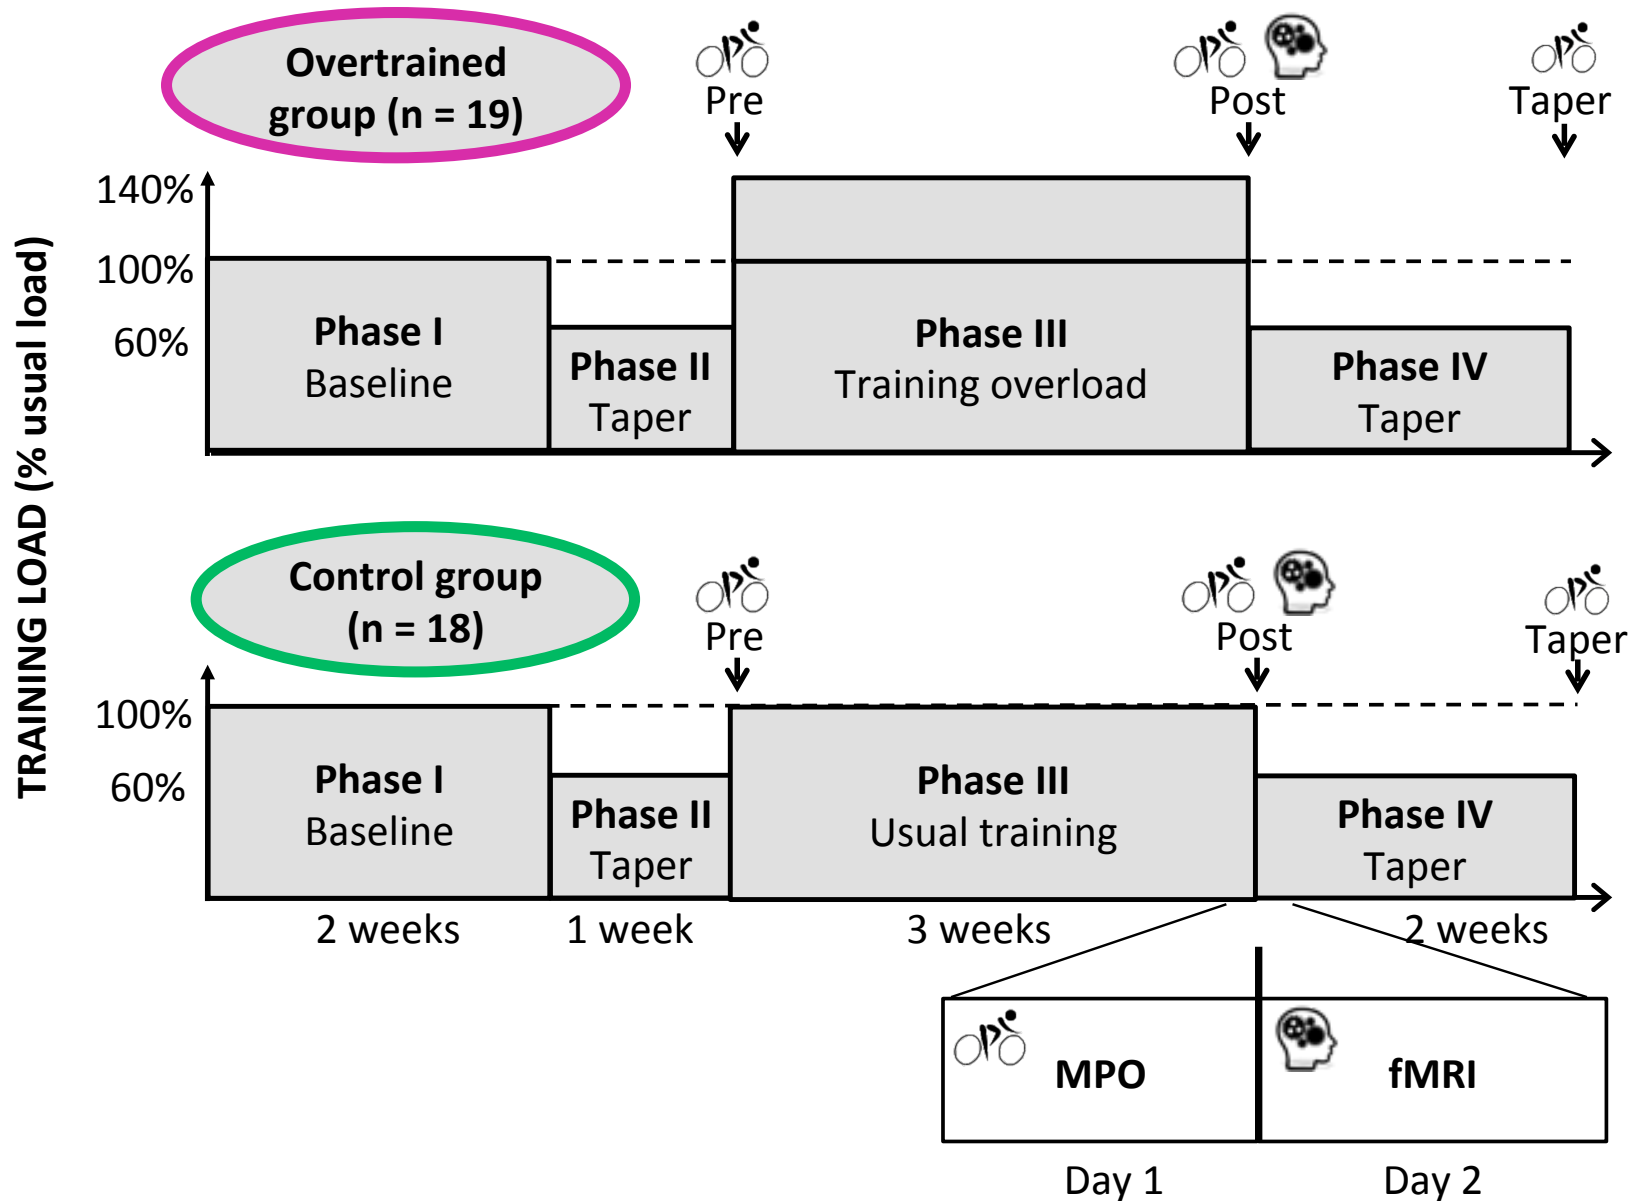 TRAINING LOAD (% usual load)
Overtrained
group (n = 19)
Pre
Post
Taper
140%
100%
60%
Phase I
Baseline
Phase II
Taper
Phase III
Training overload
Phase IV
Taper
Control group
(n = 18)
Pre
Post
Taper
100%
60%
Phase I
Baseline
Phase II
Taper
Phase III
Usual training
Phase IV
Taper
2 weeks
1 week
3 weeks
2 weeks
MPO
fMRI
Day 1
Day 2